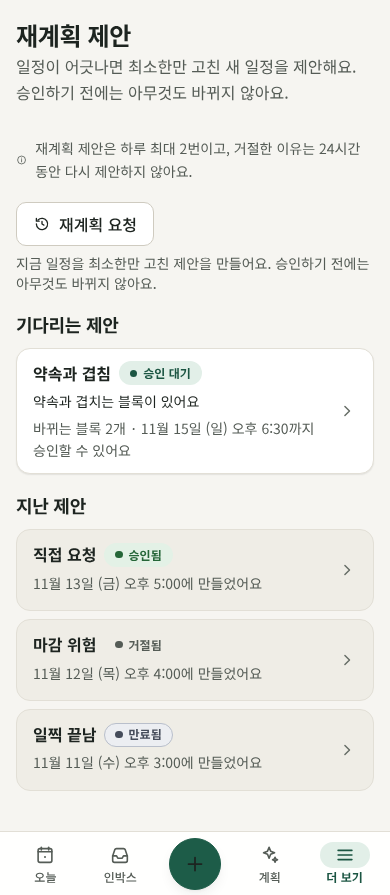 재계획 제안
일정이 어긋나면 최소한만 고친 새 일정을 제안해요.
승인하기 전에는 아무것도 바뀌지 않아요.
재계획 제안은 하루 최대 2번이고, 거절한 이유는 24시간
동안 다시 제안하지 않아요.
재계획 요청
지금 일정을 최소한만 고친 제안을 만들어요. 승인하기 전에는
아무것도 바뀌지 않아요.
기다리는 제안
약속과 겹침 승인 대기
약속과 겹치는 블록이 있어요
바뀌는 블록 2개 · 11월 15일 (일) 오후 6:30까지
승인할 수 있어요
지난 제안
직접 요청 승인됨
11월 13일 (금) 오후 5:00에 만들었어요
마감 위험 거절됨
11월 12일 (목) 오후 4:00에 만들었어요
일찍 끝남 만료됨
11월 11일 (수) 오후 3:00에 만들었어요
오늘 인박스 계획 더 보기